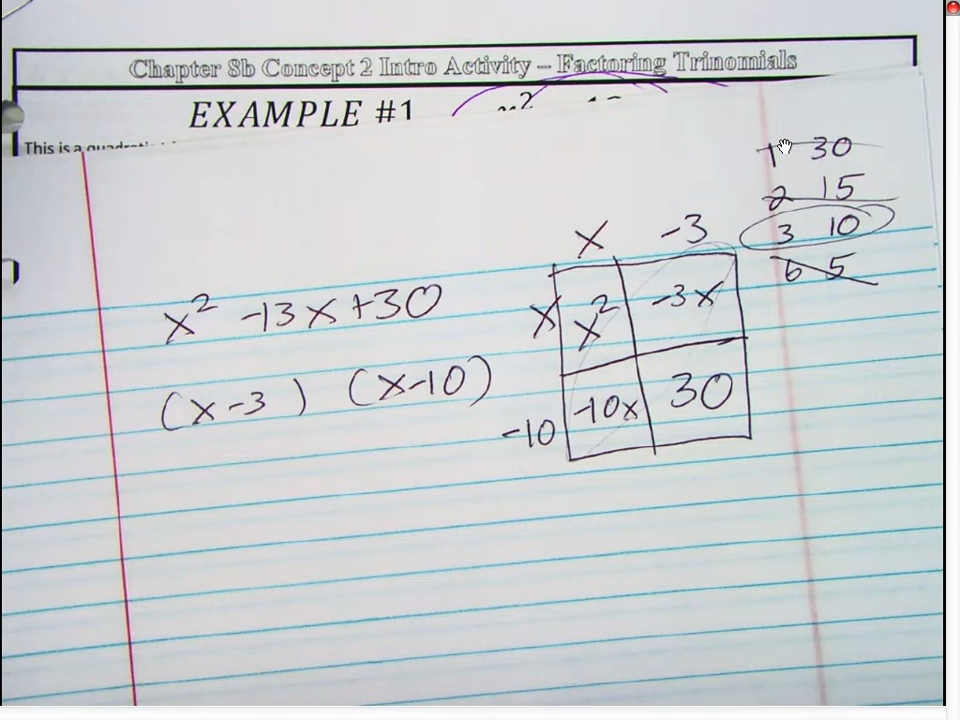 Chapter 8b Concept 2 Intro Activity – Factoring Trinomials
EXAMPLE #1
This is a
1 30
2 15
3 10
6 5
x -3
x² -13x +30
x x² -3x
(x -3 ) (x-10)
-10 -10x 30